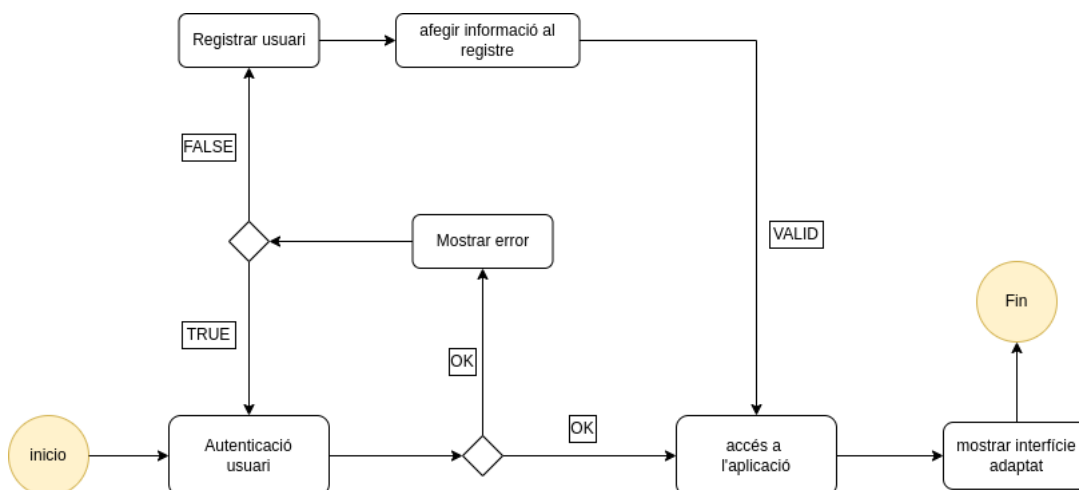 Registrar usuari
afegir informació al
registre
FALSE
Mostrar error
VALID
Fin
TRUE
OK
OK
inicio
Autenticació
usuari
accés a
l'aplicació
mostrar interfície
adaptat